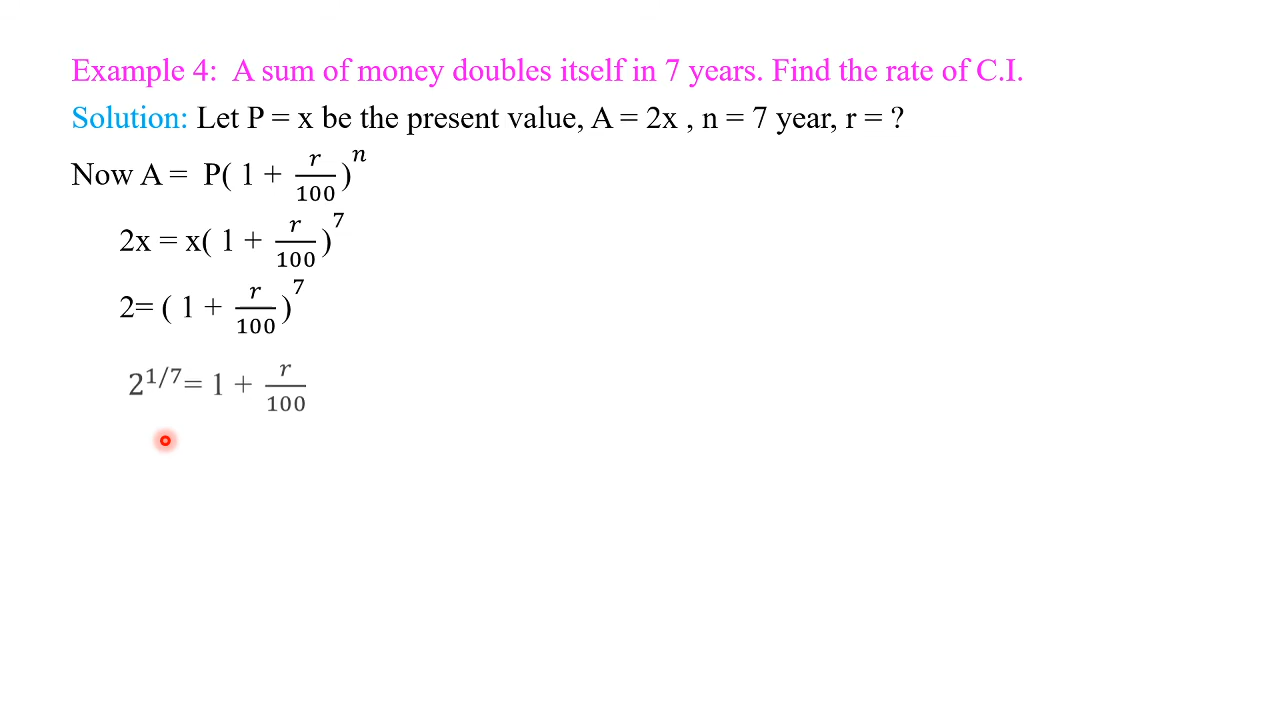 Example 4: A sum of money doubles itself in 7 years. Find the rate of C.I.
Solution: Let P = x be the present value, A = 2x , n = 7 year, r = ?
Now A = P( 1 + r/100 )^n
2x = x( 1 + r/100 )^7
2= ( 1 + r/100 )^7
2^1/7= 1 + r/100